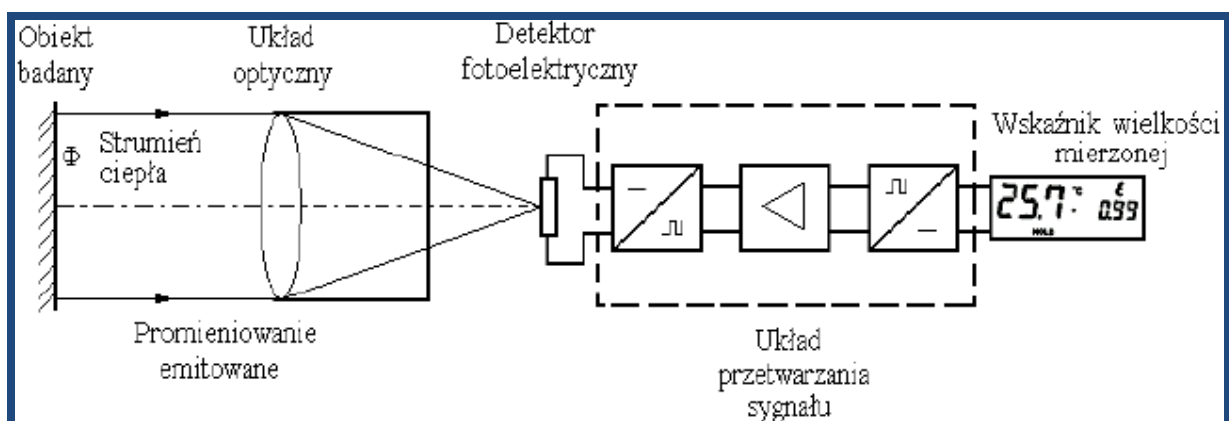 Obiekt
badany
Układ
optyczny
Detektor
fotoelektryczny
Φ
Strumień
ciepła
Wskaźnik wielkości
mierzonej
25.7 °C ε 0.99
HOLD
Promieniowanie
emitowane
Układ
przetwarzania
sygnału